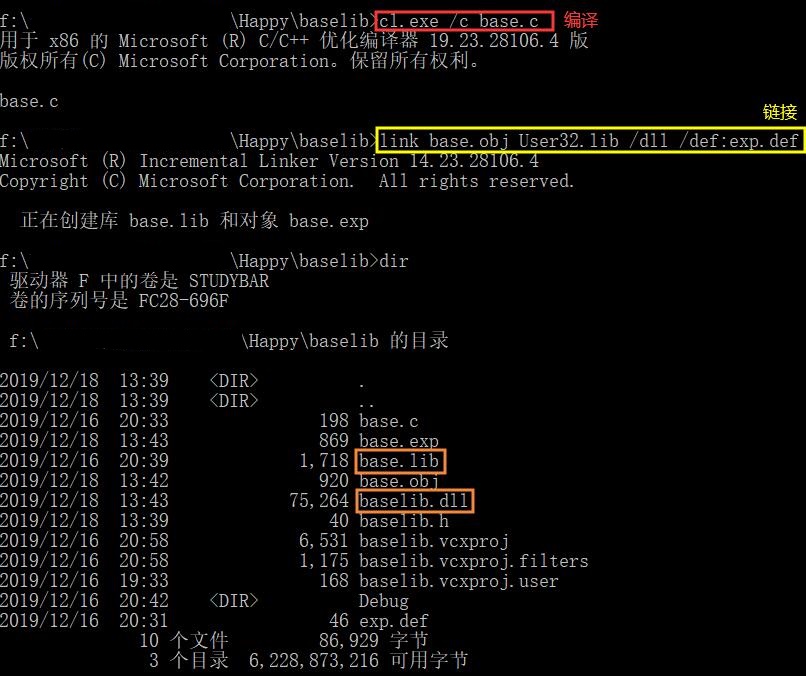 f:\ \Happy\baselib>cl.exe /c base.c 编译
用于 x86 的 Microsoft (R) C/C++ 优化编译器 19.23.28106.4 版
版权所有(C) Microsoft Corporation。保留所有权利。
base.c
链接
f:\ \Happy\baselib>link base.obj User32.lib /dll /def:exp.def
Microsoft (R) Incremental Linker Version 14.23.28106.4
Copyright (C) Microsoft Corporation.  All rights reserved.
正在创建库 base.lib 和对象 base.exp
f:\ \Happy\baselib>dir
驱动器 F 中的卷是 STUDYBAR
卷的序列号是 FC28-696F
f:\ \Happy\baselib 的目录
2019/12/18  13:39    <DIR>          .
2019/12/18  13:39    <DIR>          ..
2019/12/16  20:33               198 base.c
2019/12/18  13:43               869 base.exp
2019/12/16  20:39             1,718 base.lib
2019/12/18  13:42               920 base.obj
2019/12/18  13:43            75,264 baselib.dll
2019/12/18  13:39                40 baselib.h
2019/12/16  20:58             6,531 baselib.vcxproj
2019/12/16  20:58             1,175 baselib.vcxproj.filters
2019/12/16  19:33               168 baselib.vcxproj.user
2019/12/16  20:42    <DIR>          Debug
2019/12/16  20:31                46 exp.def
10 个文件         86,929 字节
3 个目录  6,228,873,216 可用字节